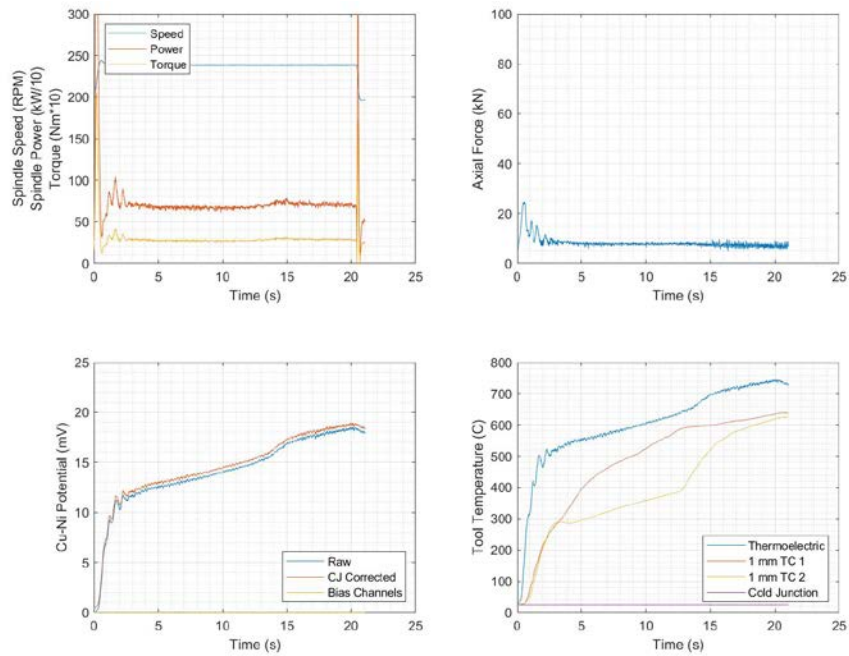 300
250
200
150
100
50
0
Spindle Speed (RPM)
Spindle Power (kW/10)
Torque (Nm*10)
Speed
Power
Torque
0 5 10 15 20 25
Time (s)
100
80
60
40
20
0
Axial Force (kN)
0 5 10 15 20 25
Time (s)
25
20
15
10
5
0
Cu-Ni Potential (mV)
Raw
CJ Corrected
Bias Channels
0 5 10 15 20 25
Time (s)
800
700
600
500
400
300
200
100
0
Tool Temperature (C)
Thermoelectric
1 mm TC 1
1 mm TC 2
Cold Junction
0 5 10 15 20 25
Time (s)